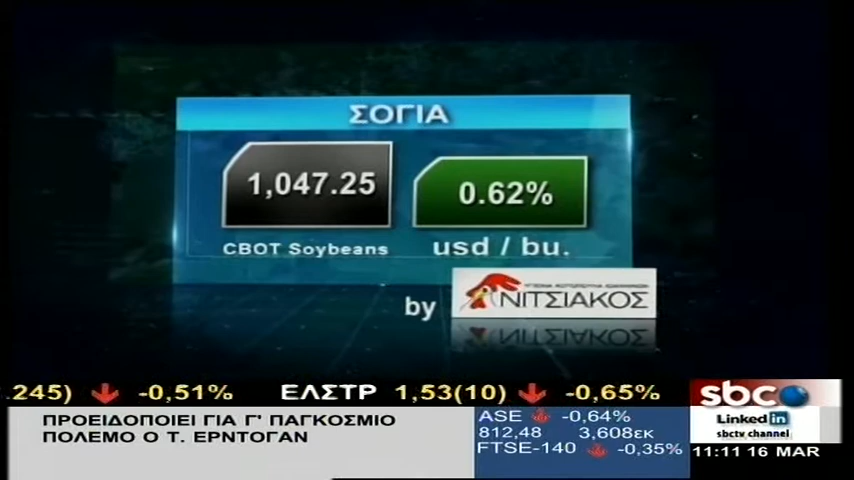 ΣΟΓΙΑ
1,047.25
0.62%
CBOT Soybeans
usd / bu.
by
ΝΙΤΣΙΑΚΟΣ
.245) -0,51% ΕΛΣΤΡ 1,53(10) -0,65%
sbc
ΠΡΟΕΙΔΟΠΟΙΕΙ ΓΙΑ Γ' ΠΑΓΚΟΣΜΙΟ
ΠΟΛΕΜΟ Ο Τ. ΕΡΝΤΟΓΑΝ
ASE -0,64%
812,48 3,608εκ
FTSE-140 -0,35%
Linked in
sbctv channel
11:11 16 MAR